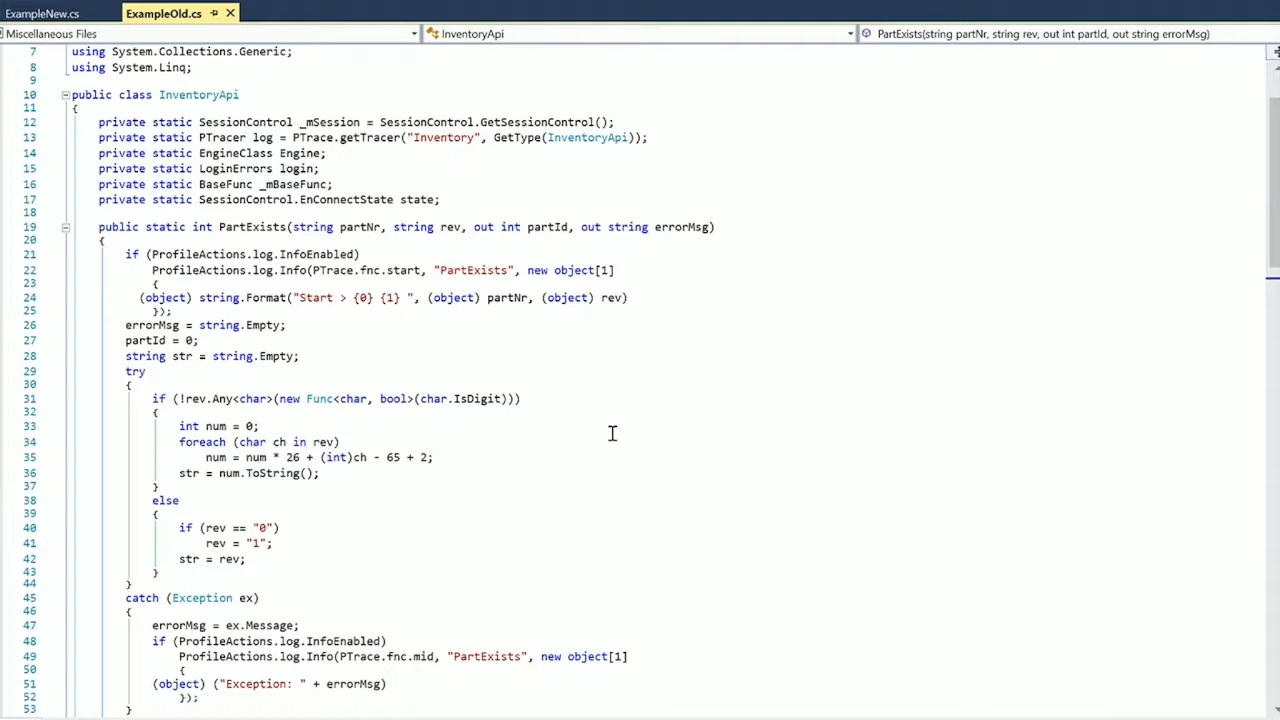 ExampleNew.cs ExampleOld.cs
Miscellaneous Files InventoryApi PartExists(string partNr, string rev, out int partId, out string errorMsg)
7 using System.Collections.Generic;
8 using System.Linq;
9
10 public class InventoryApi
11 {
12 private static SessionControl _mSession = SessionControl.GetSessionControl();
13 private static PTracer log = PTrace.getTracer("Inventory", GetType(InventoryApi));
14 private static EngineClass Engine;
15 private static LoginErrors login;
16 private static BaseFunc _mBaseFunc;
17 private static SessionControl.EnConnectState state;
18
19 public static int PartExists(string partNr, string rev, out int partId, out string errorMsg)
20 {
21 if (ProfileActions.log.InfoEnabled)
22 ProfileActions.log.Info(PTrace.fnc.start, "PartExists", new object[1]
23 {
24 (object) string.Format("Start > {0} {1} ", (object) partNr, (object) rev)
25 });
26 errorMsg = string.Empty;
27 partId = 0;
28 string str = string.Empty;
29 try
30 {
31 if (!rev.Any<char>(new Func<char, bool>(char.IsDigit)))
32 {
33 int num = 0;
34 foreach (char ch in rev)
35 num = num * 26 + (int)ch - 65 + 2;
36 str = num.ToString();
37 }
38 else
39 {
40 if (rev == "0")
41 rev = "1";
42 str = rev;
43 }
44 }
45 catch (Exception ex)
46 {
47 errorMsg = ex.Message;
48 if (ProfileActions.log.InfoEnabled)
49 ProfileActions.log.Info(PTrace.fnc.mid, "PartExists", new object[1]
50 {
51 (object) ("Exception: " + errorMsg)
52 });
53 }